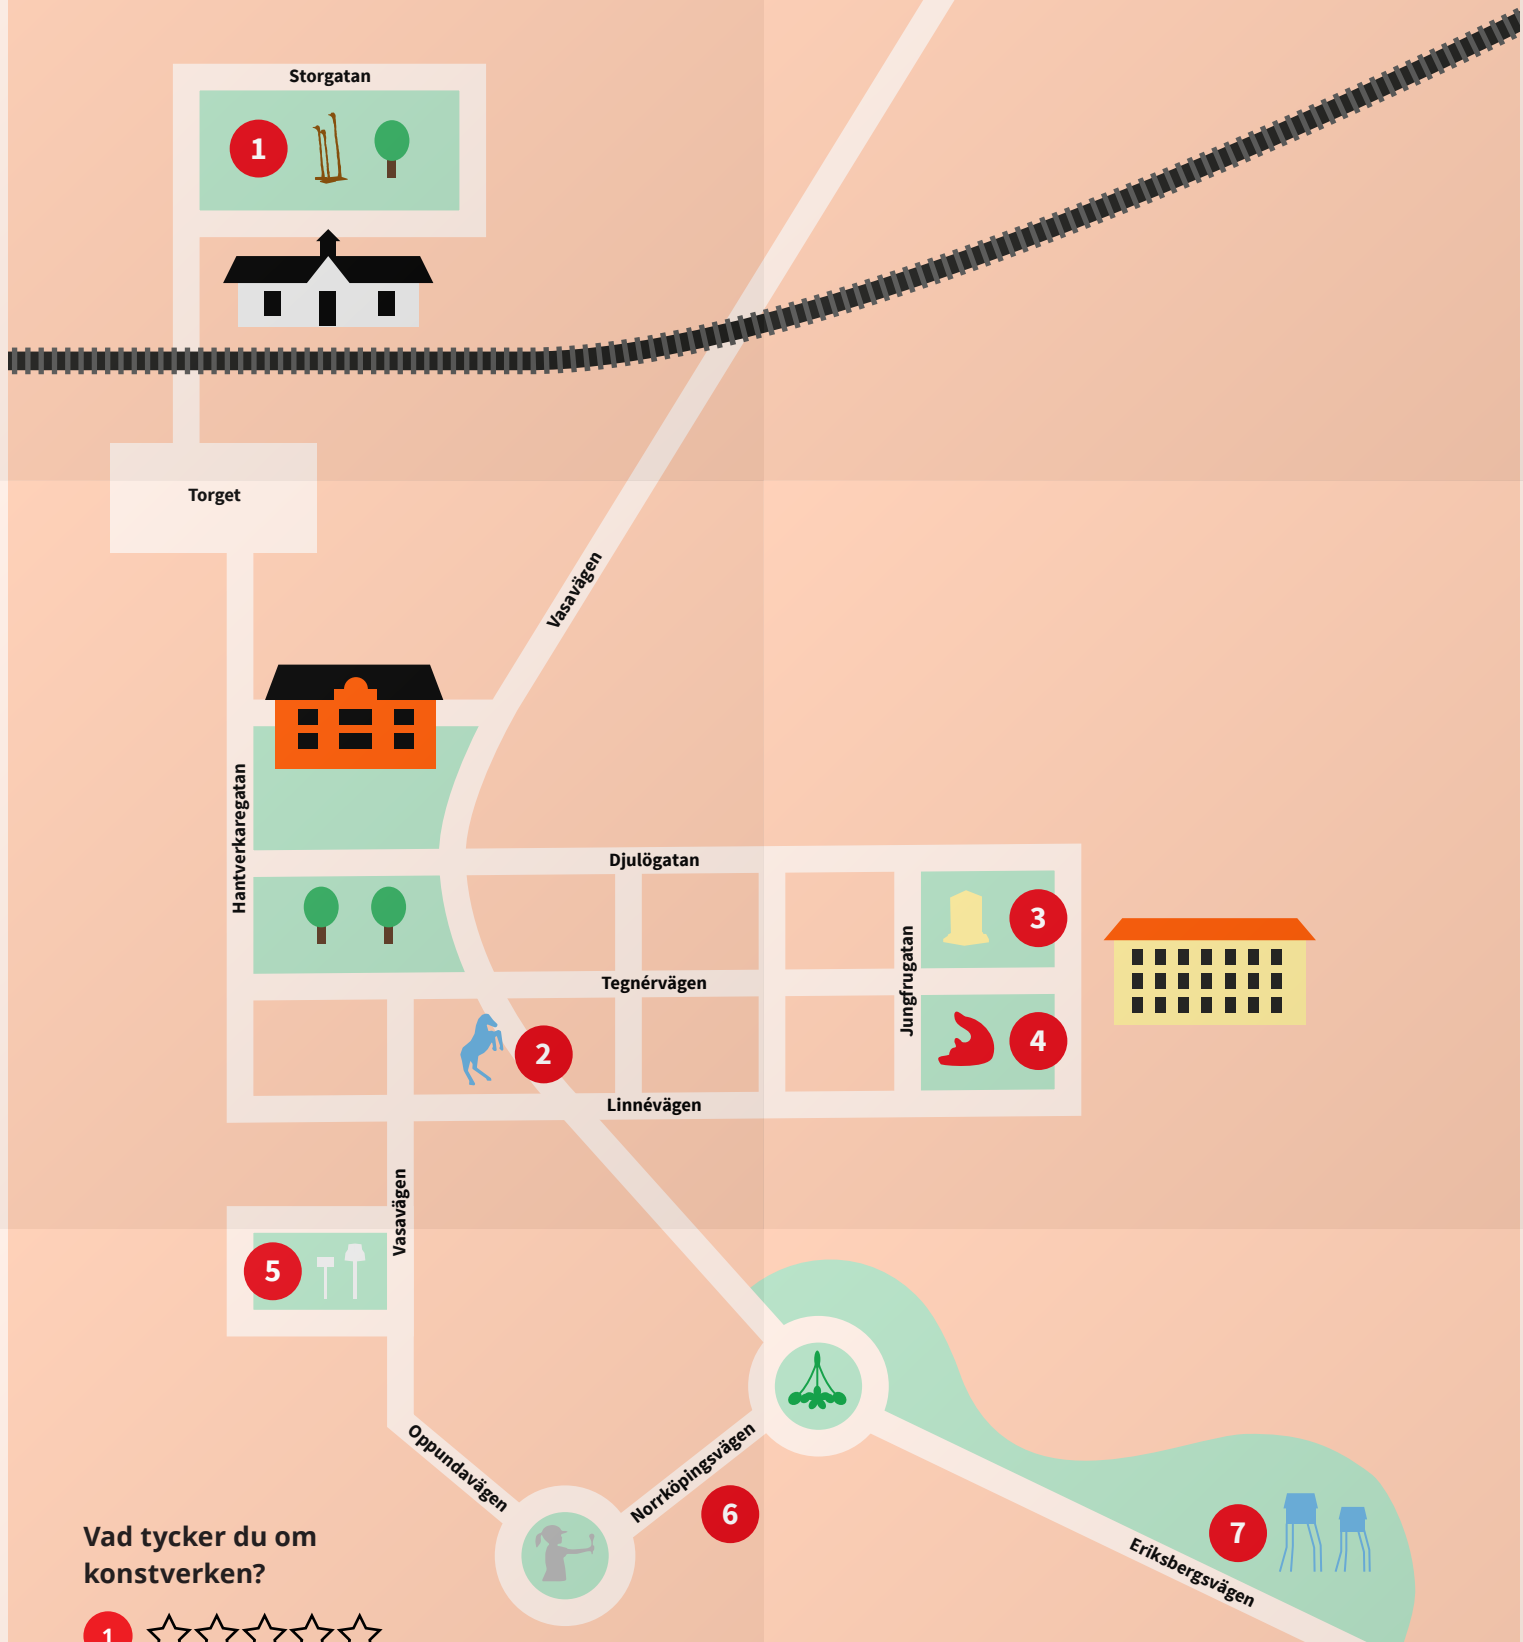 Storgatan
1
Torget
Vasavägen
Hantverkaregatan
Djulögatan
3
Tegnérvägen
Jungfrugatan
2
4
Linnévägen
Vasavägen
5
Oppundavägen
Norrköpingsvägen
6
7
Eriksbergsvägen
Vad tycker du om
konstverken?
1